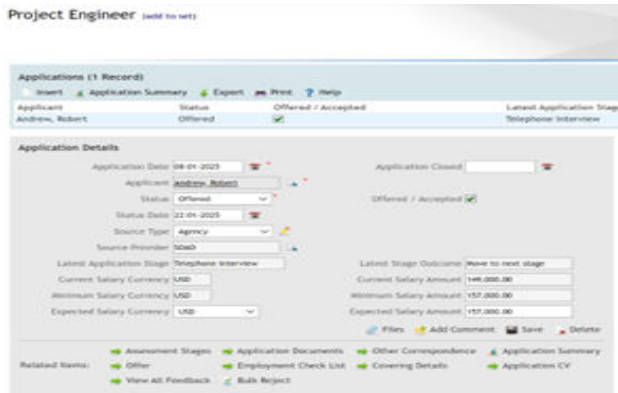 Project Engineer (add to set)
Applications (1 Record)
Insert Application Summary Export Print Help
Applicant Status Offered / Accepted Latest Application Stage
Andrew, Robert Offered Telephone Interview
Application Details
Application Date 08-01-2025 * Application Closed
Applicant Andrew, Robert *
Status Offered * Offered / Accepted
Status Date 22-01-2025
Source Type Agency
Source Provider
Latest Application Stage Telephone Interview Latest Stage Outcome Move to next stage
Current Salary Currency USD Current Salary Amount 149,000.00
Minimum Salary Currency USD Minimum Salary Amount 157,000.00
Expected Salary Currency USD Expected Salary Amount 157,000.00
Files Add Comment Save Delete
Assessment Stages Application Documents Other Correspondence Application Summary
Related Items: Offer Employment Check List Covering Details Application CV
View All Feedback Bulk Reject